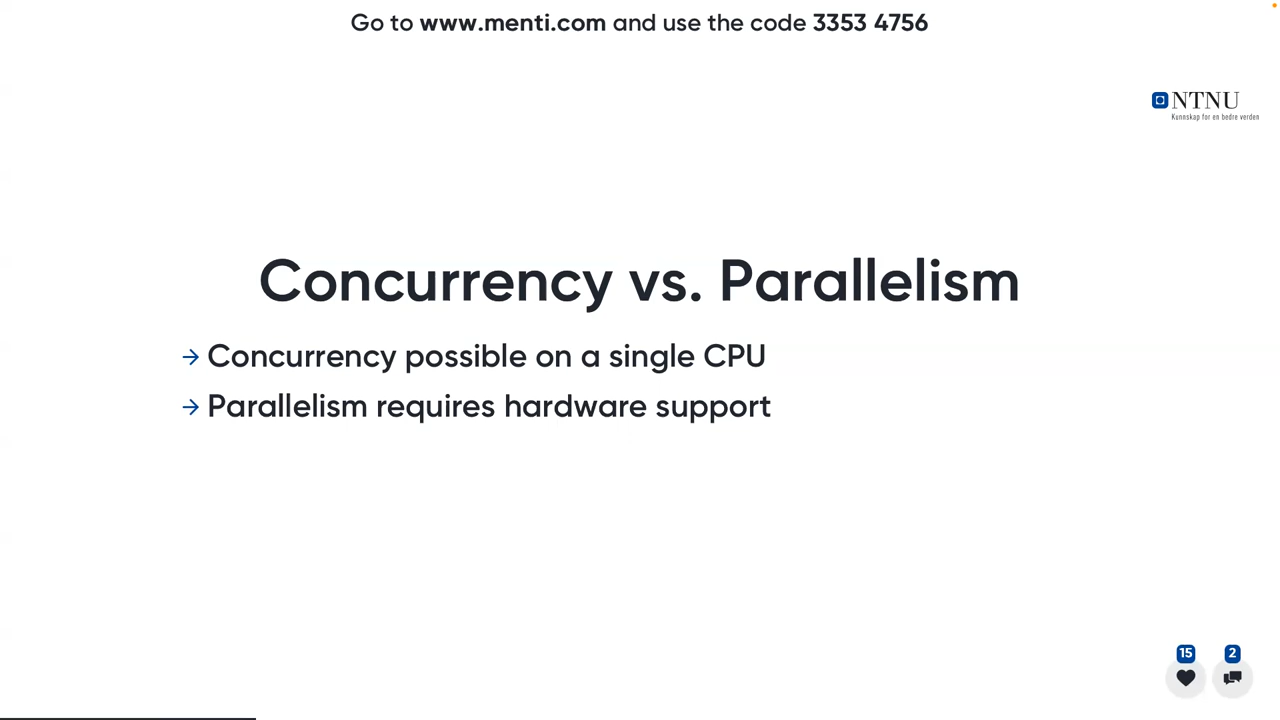 Go to www.menti.com and use the code 3353 4756
NTNU
Kunnskap for en bedre verden
Concurrency vs. Parallelism
→ Concurrency possible on a single CPU
→ Parallelism requires hardware support
15 2